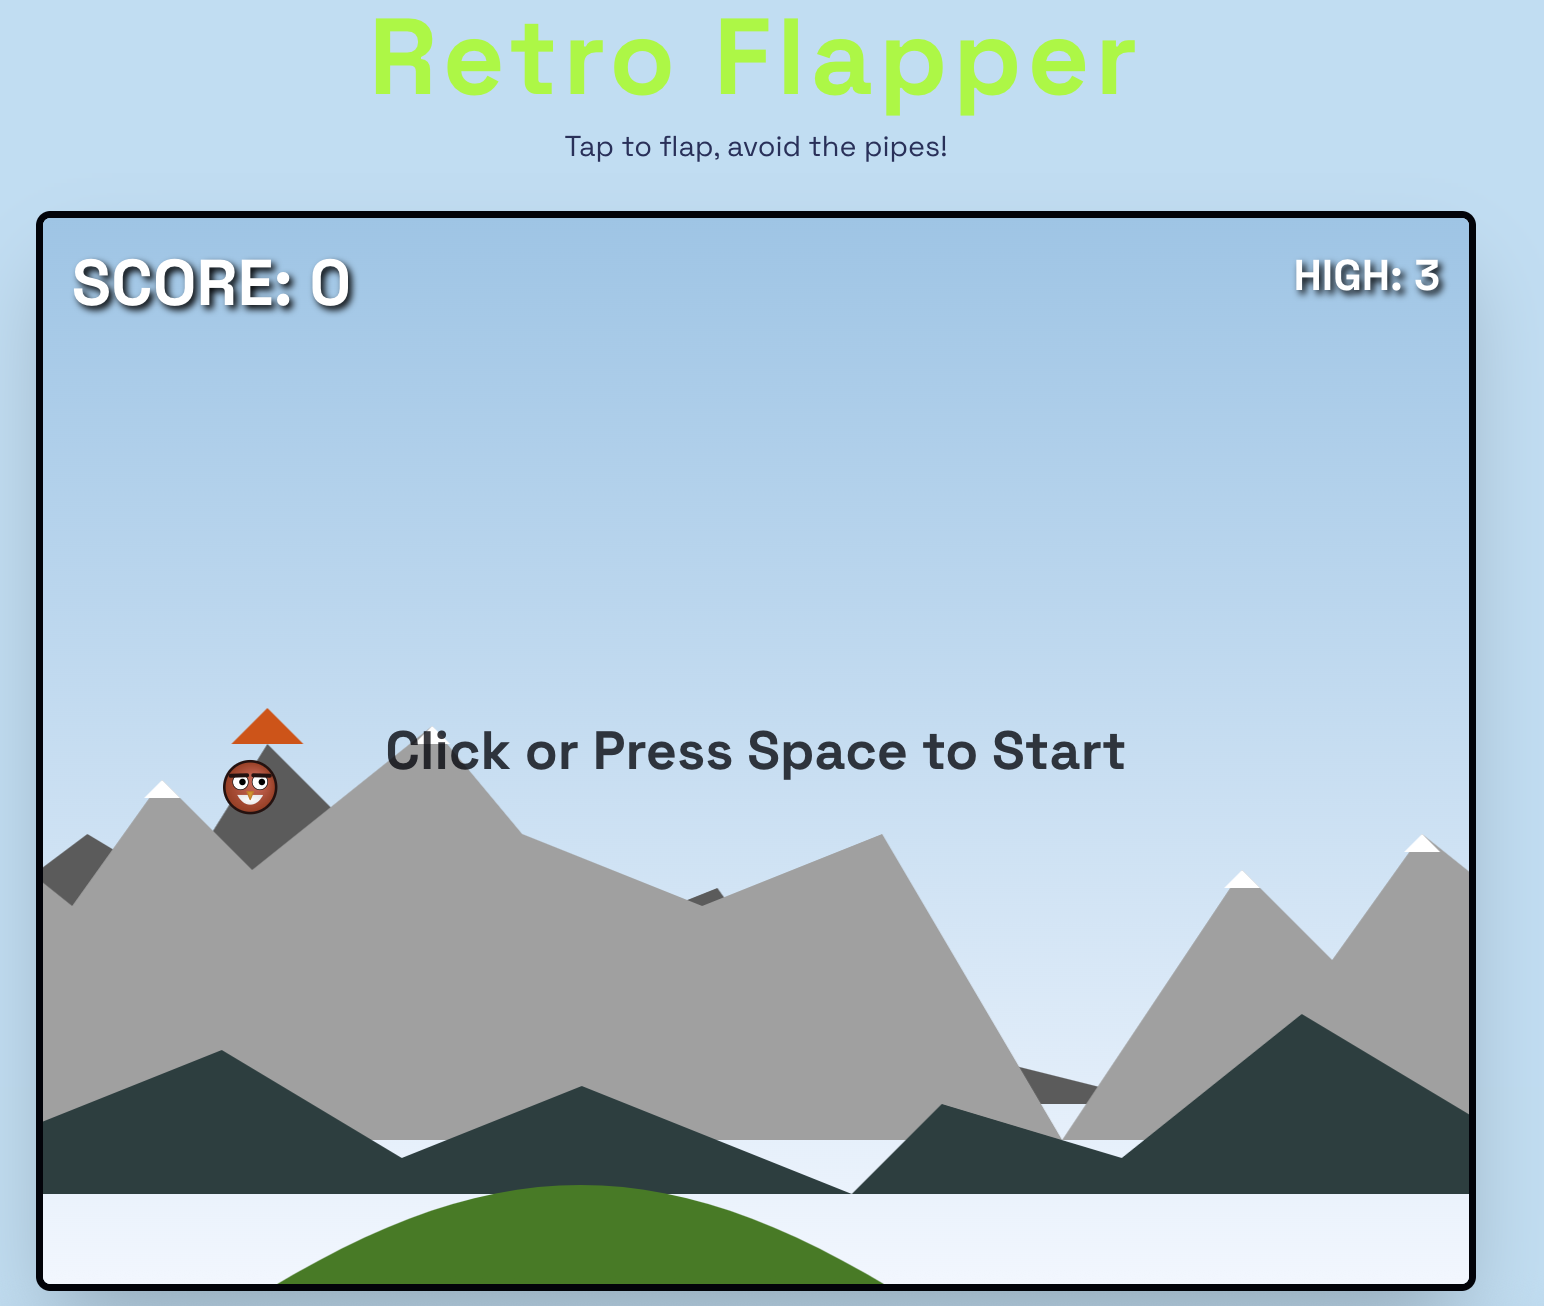 Retro Flapper
Tap to flap, avoid the pipes!
SCORE: 0
HIGH: 3
Click or Press Space to Start